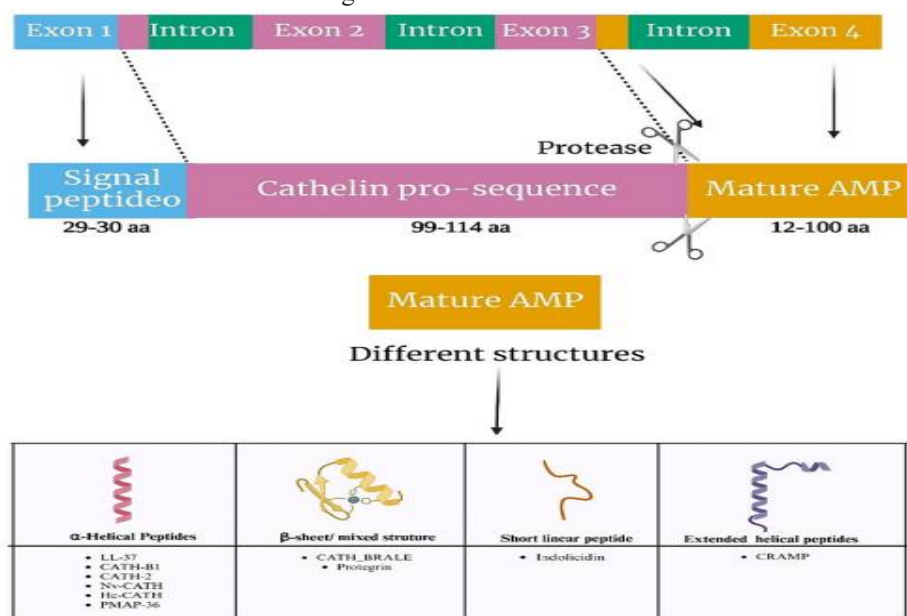 Exon 1 Intron Exon 2 Intron Exon 3 Intron Exon 4
Protease
Signal peptideo
Cathelin pro-sequence
Mature AMP
29-30 aa
99-114 aa
12-100 aa
Mature AMP
Different structures
α-Helical Peptides
β-sheet/ mixed struture
Short linear peptide
Extended helical peptides
• LL-37
• CATH-B1
• CATH-2
• Nv-CATH
• Hc-CATH
• PMAP-36
• CATH_BRALE
• Protegrin
• Indolicidin
• CRAMP